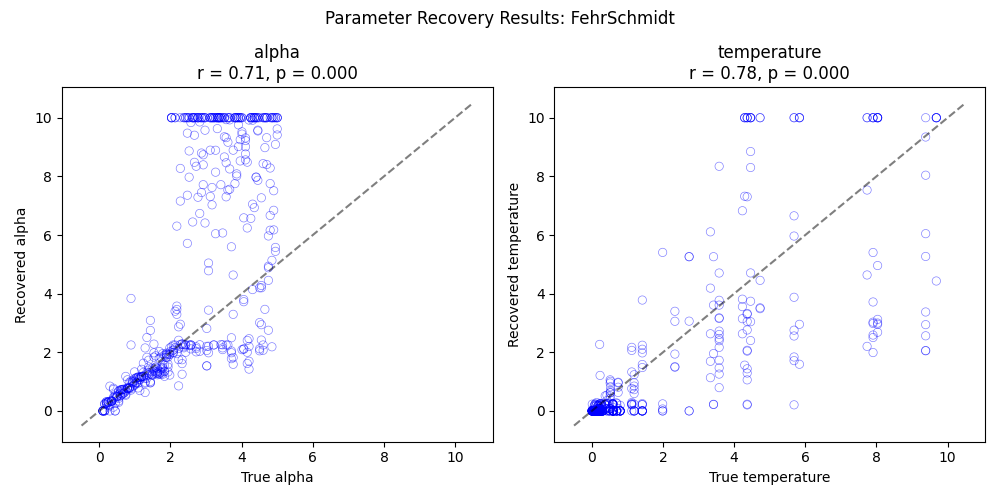 Parameter Recovery Results: FehrSchmidt
alpha
r = 0.71, p = 0.000
10
8
6
4
2
0
Recovered alpha
0
2
4
6
8
10
True alpha
temperature
r = 0.78, p = 0.000
10
8
6
4
2
0
Recovered temperature
0
2
4
6
8
10
True temperature